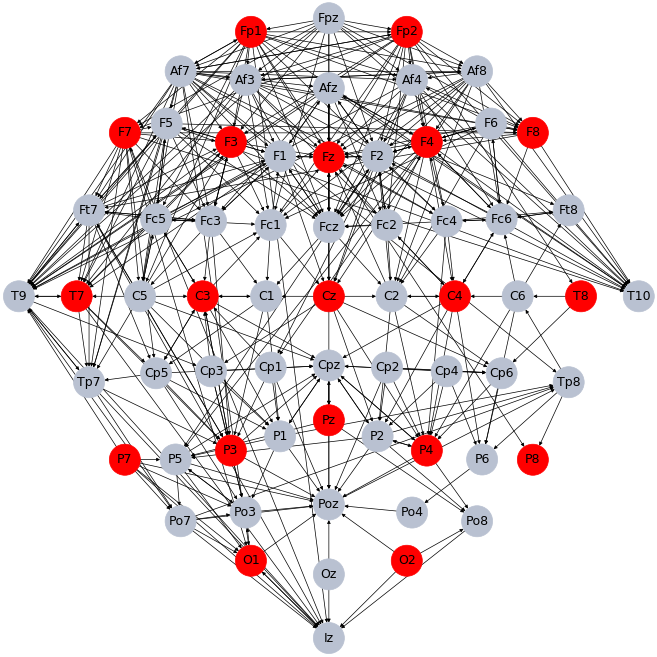 Fpz
Fp1 Fp2
Af7 Af3 Afz Af4 Af8
F7 F5 F3 F1 Fz F2 F4 F6 F8
Ft7 Fc5 Fc3 Fc1 Fcz Fc2 Fc4 Fc6 Ft8
T9 T7 C5 C3 C1 Cz C2 C4 C6 T8 T10
Tp7 Cp5 Cp3 Cp1 Cpz Cp2 Cp4 Cp6 Tp8
P7 P5 P3 P1 Pz P2 P4 P6 P8
Po7 Po3 Poz Po4 Po8
O1 Oz O2
Iz